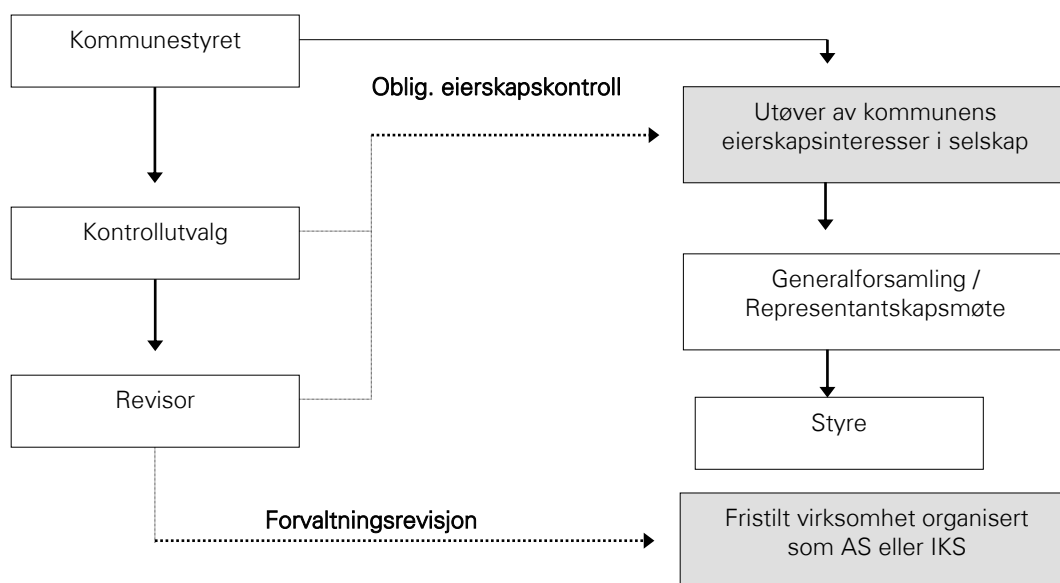 Kommunestyret
Oblig. eierskapskontroll
Utøver av kommunens
eierskapsinteresser i selskap
Kontrollutvalg
Generalforsamling /
Representantskapsmøte
Revisor
Styre
Forvaltningsrevisjon
Fristilt virksomhet organisert
som AS eller IKS